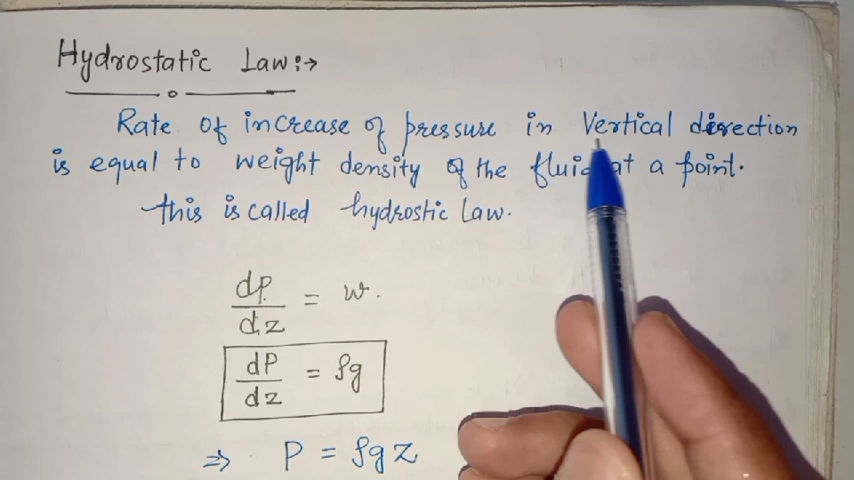 Hydrostatic Law:→
Rate of increase of pressure in Vertical direction
is equal to weight density of the fluid at a point.
this is called hydrostic Law.
dp/dz = w.
dP/dz = ρg
⇒ P = ρgz